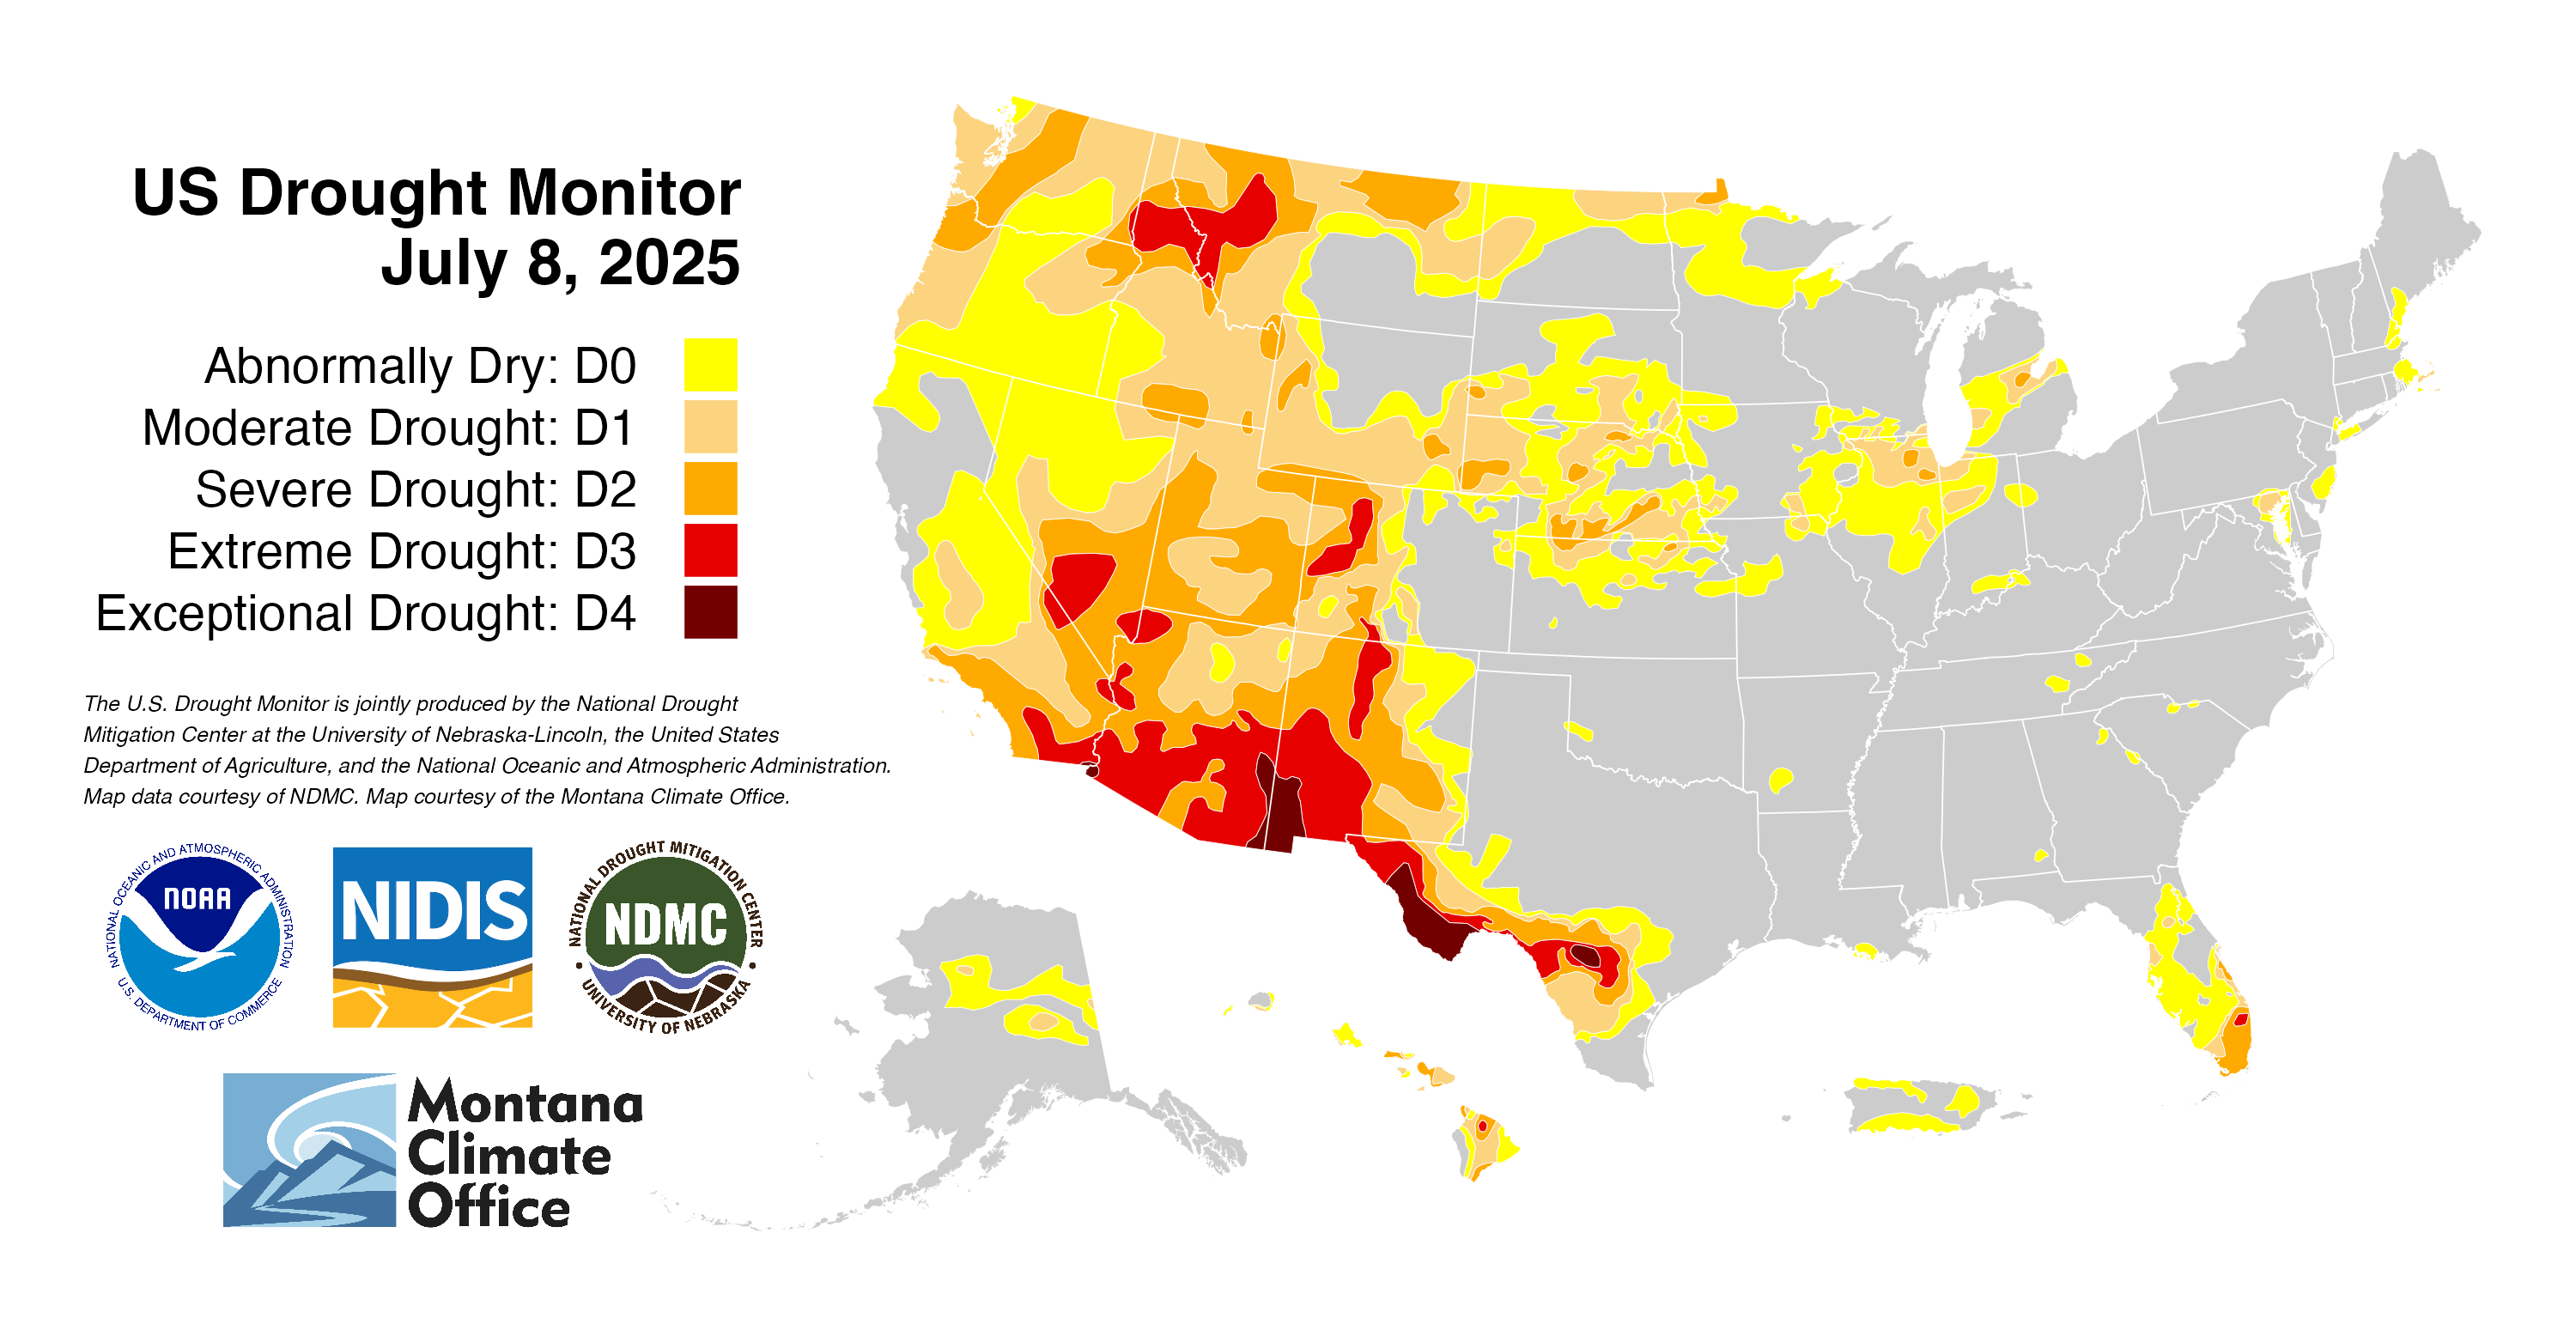 US Drought Monitor
July 8, 2025
Abnormally Dry: D0
Moderate Drought: D1
Severe Drought: D2
Extreme Drought: D3
Exceptional Drought: D4
The U.S. Drought Monitor is jointly produced by the National Drought
Mitigation Center at the University of Nebraska-Lincoln, the United States
Department of Agriculture, and the National Oceanic and Atmospheric Administration.
Map data courtesy of NDMC. Map courtesy of the Montana Climate Office.
NATIONAL OCEANIC AND ATMOSPHERIC ADMINISTRATION
NOAA
U.S. DEPARTMENT OF COMMERCE
NIDIS
NATIONAL DROUGHT MITIGATION CENTER
NDMC
UNIVERSITY OF NEBRASKA
Montana
Climate
Office